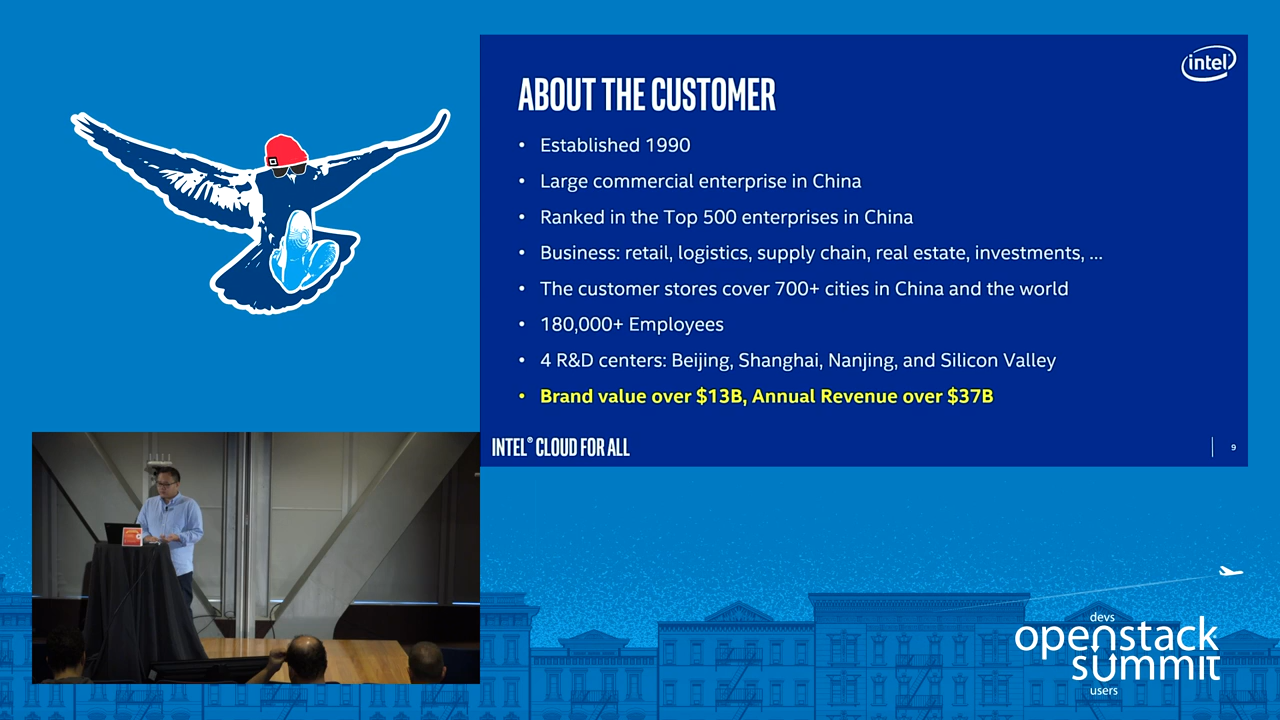 intel
ABOUT THE CUSTOMER
• Established 1990
• Large commercial enterprise in China
• Ranked in the Top 500 enterprises in China
• Business: retail, logistics, supply chain, real estate, investments, ...
• The customer stores cover 700+ cities in China and the world
• 180,000+ Employees
• 4 R&D centers: Beijing, Shanghai, Nanjing, and Silicon Valley
• Brand value over $13B, Annual Revenue over $37B
INTEL® CLOUD FOR ALL
9
devs
openstack
summit
users